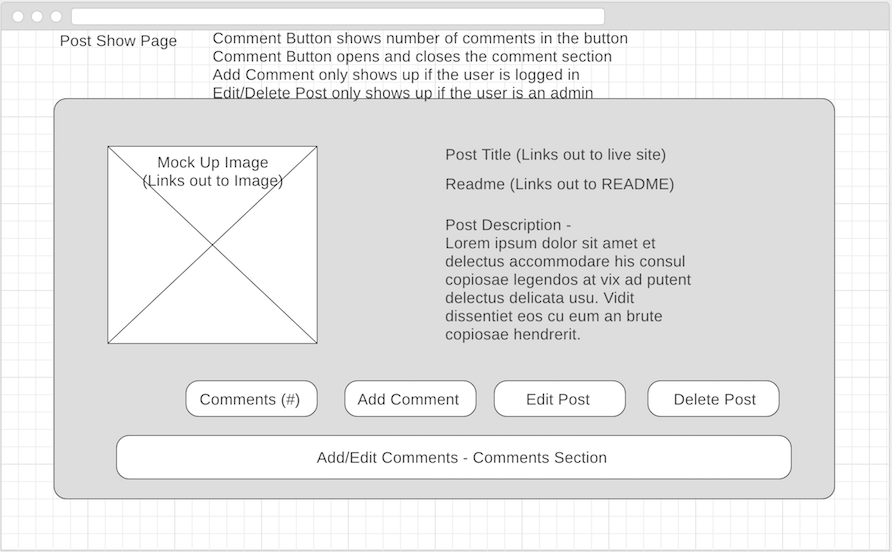 Post Show Page
Comment Button shows number of comments in the button
Comment Button opens and closes the comment section
Add Comment only shows up if the user is logged in
Edit/Delete Post only shows up if the user is an admin
Mock Up Image
(Links out to Image)
Post Title (Links out to live site)
Readme (Links out to README)
Post Description -
Lorem ipsum dolor sit amet et
delectus accommodare his consul
copiosae legendos at vix ad putent
delectus delicata usu. Vidit
dissentiet eos cu eum an brute
copiosae hendrerit.
Comments (#)
Add Comment
Edit Post
Delete Post
Add/Edit Comments - Comments Section